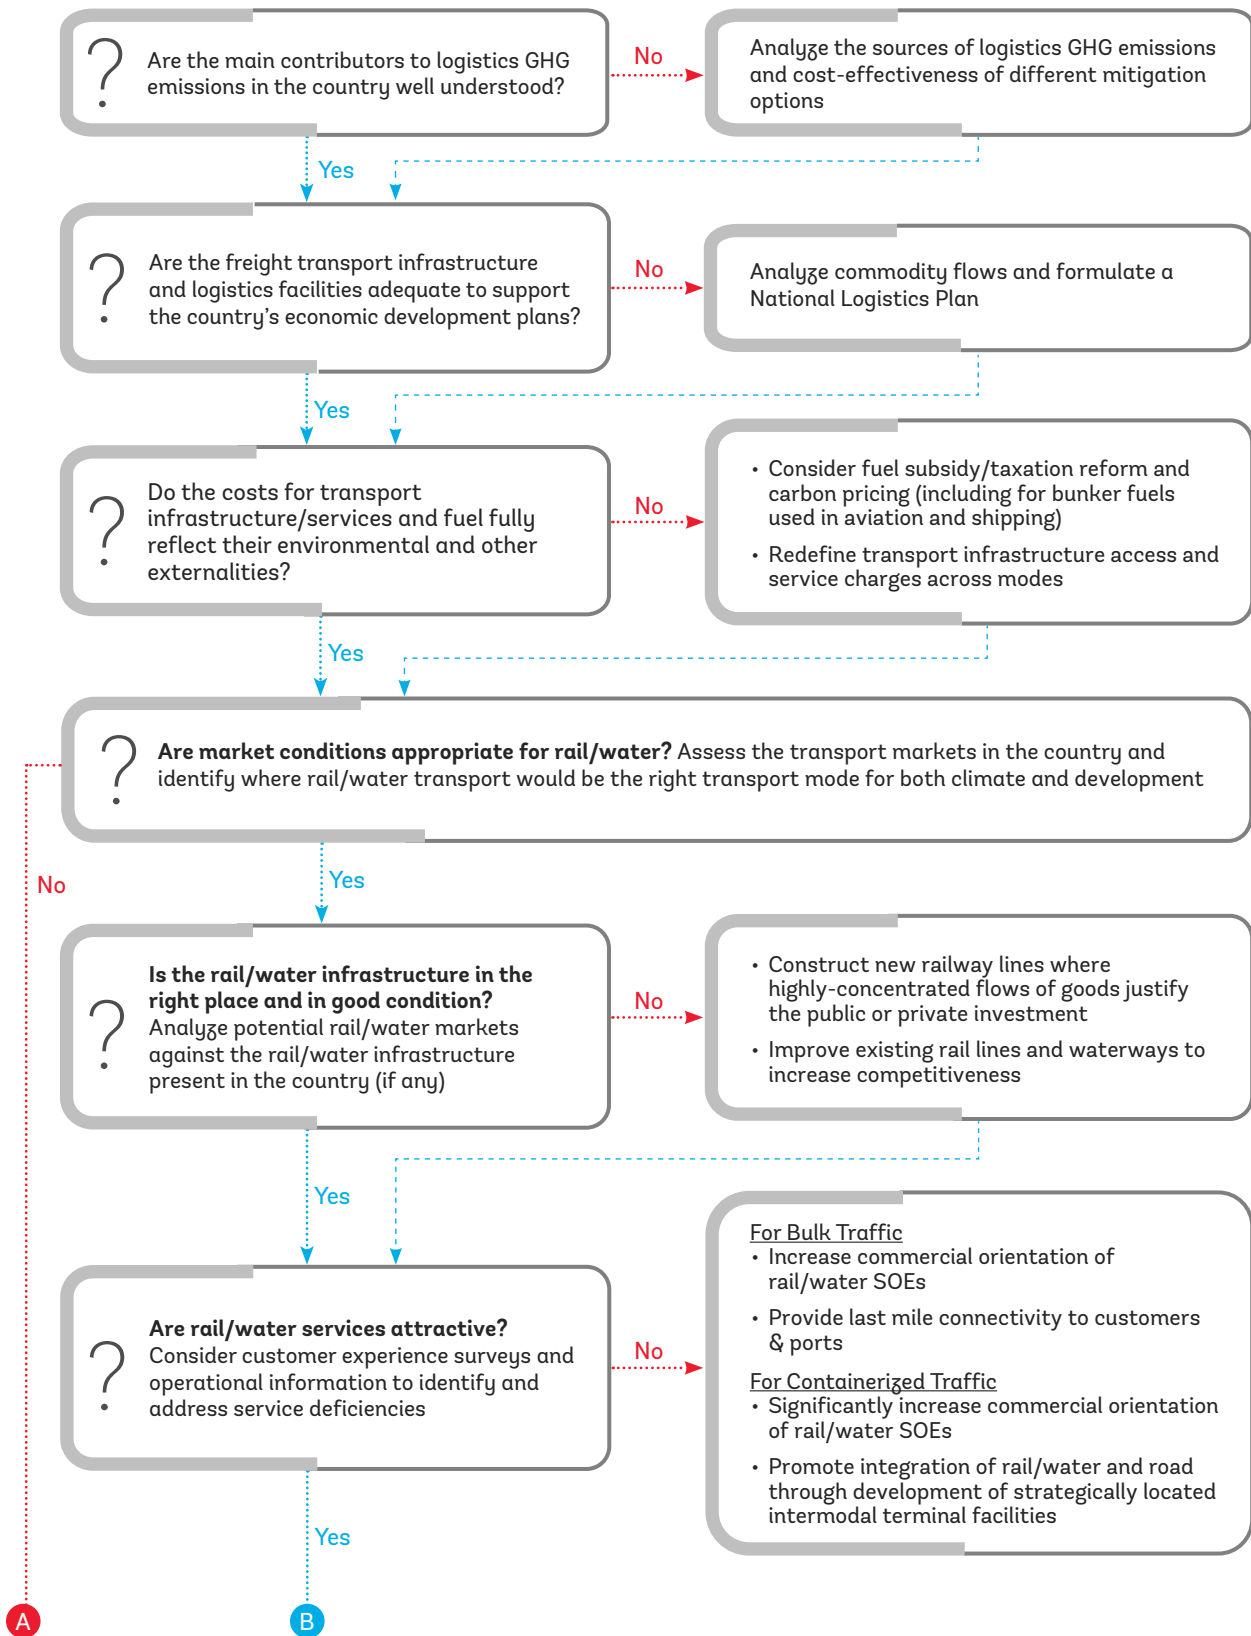 ?
Are the main contributors to logistics GHG
emissions in the country well understood?
No
Analyze the sources of logistics GHG emissions
and cost-effectiveness of different mitigation
options
Yes
?
Are the freight transport infrastructure
and logistics facilities adequate to support
the country's economic development plans?
No
Analyze commodity flows and formulate a
National Logistics Plan
Yes
?
Do the costs for transport
infrastructure/services and fuel fully
reflect their environmental and other
externalities?
No
• Consider fuel subsidy/taxation reform and
carbon pricing (including for bunker fuels
used in aviation and shipping)
• Redefine transport infrastructure access and
service charges across modes
Yes
?
Are market conditions appropriate for rail/water? Assess the transport markets in the country and
identify where rail/water transport would be the right transport mode for both climate and development
No
Yes
?
Is the rail/water infrastructure in the
right place and in good condition?
Analyze potential rail/water markets
against the rail/water infrastructure
present in the country (if any)
No
• Construct new railway lines where
highly-concentrated flows of goods justify
the public or private investment
• Improve existing rail lines and waterways to
increase competitiveness
Yes
?
Are rail/water services attractive?
Consider customer experience surveys and
operational information to identify and
address service deficiencies
No
For Bulk Traffic
• Increase commercial orientation of
rail/water SOEs
• Provide last mile connectivity to customers
& ports
For Containerized Traffic
• Significantly increase commercial orientation
of rail/water SOEs
• Promote integration of rail/water and road
through development of strategically located
intermodal terminal facilities
Yes
A
B